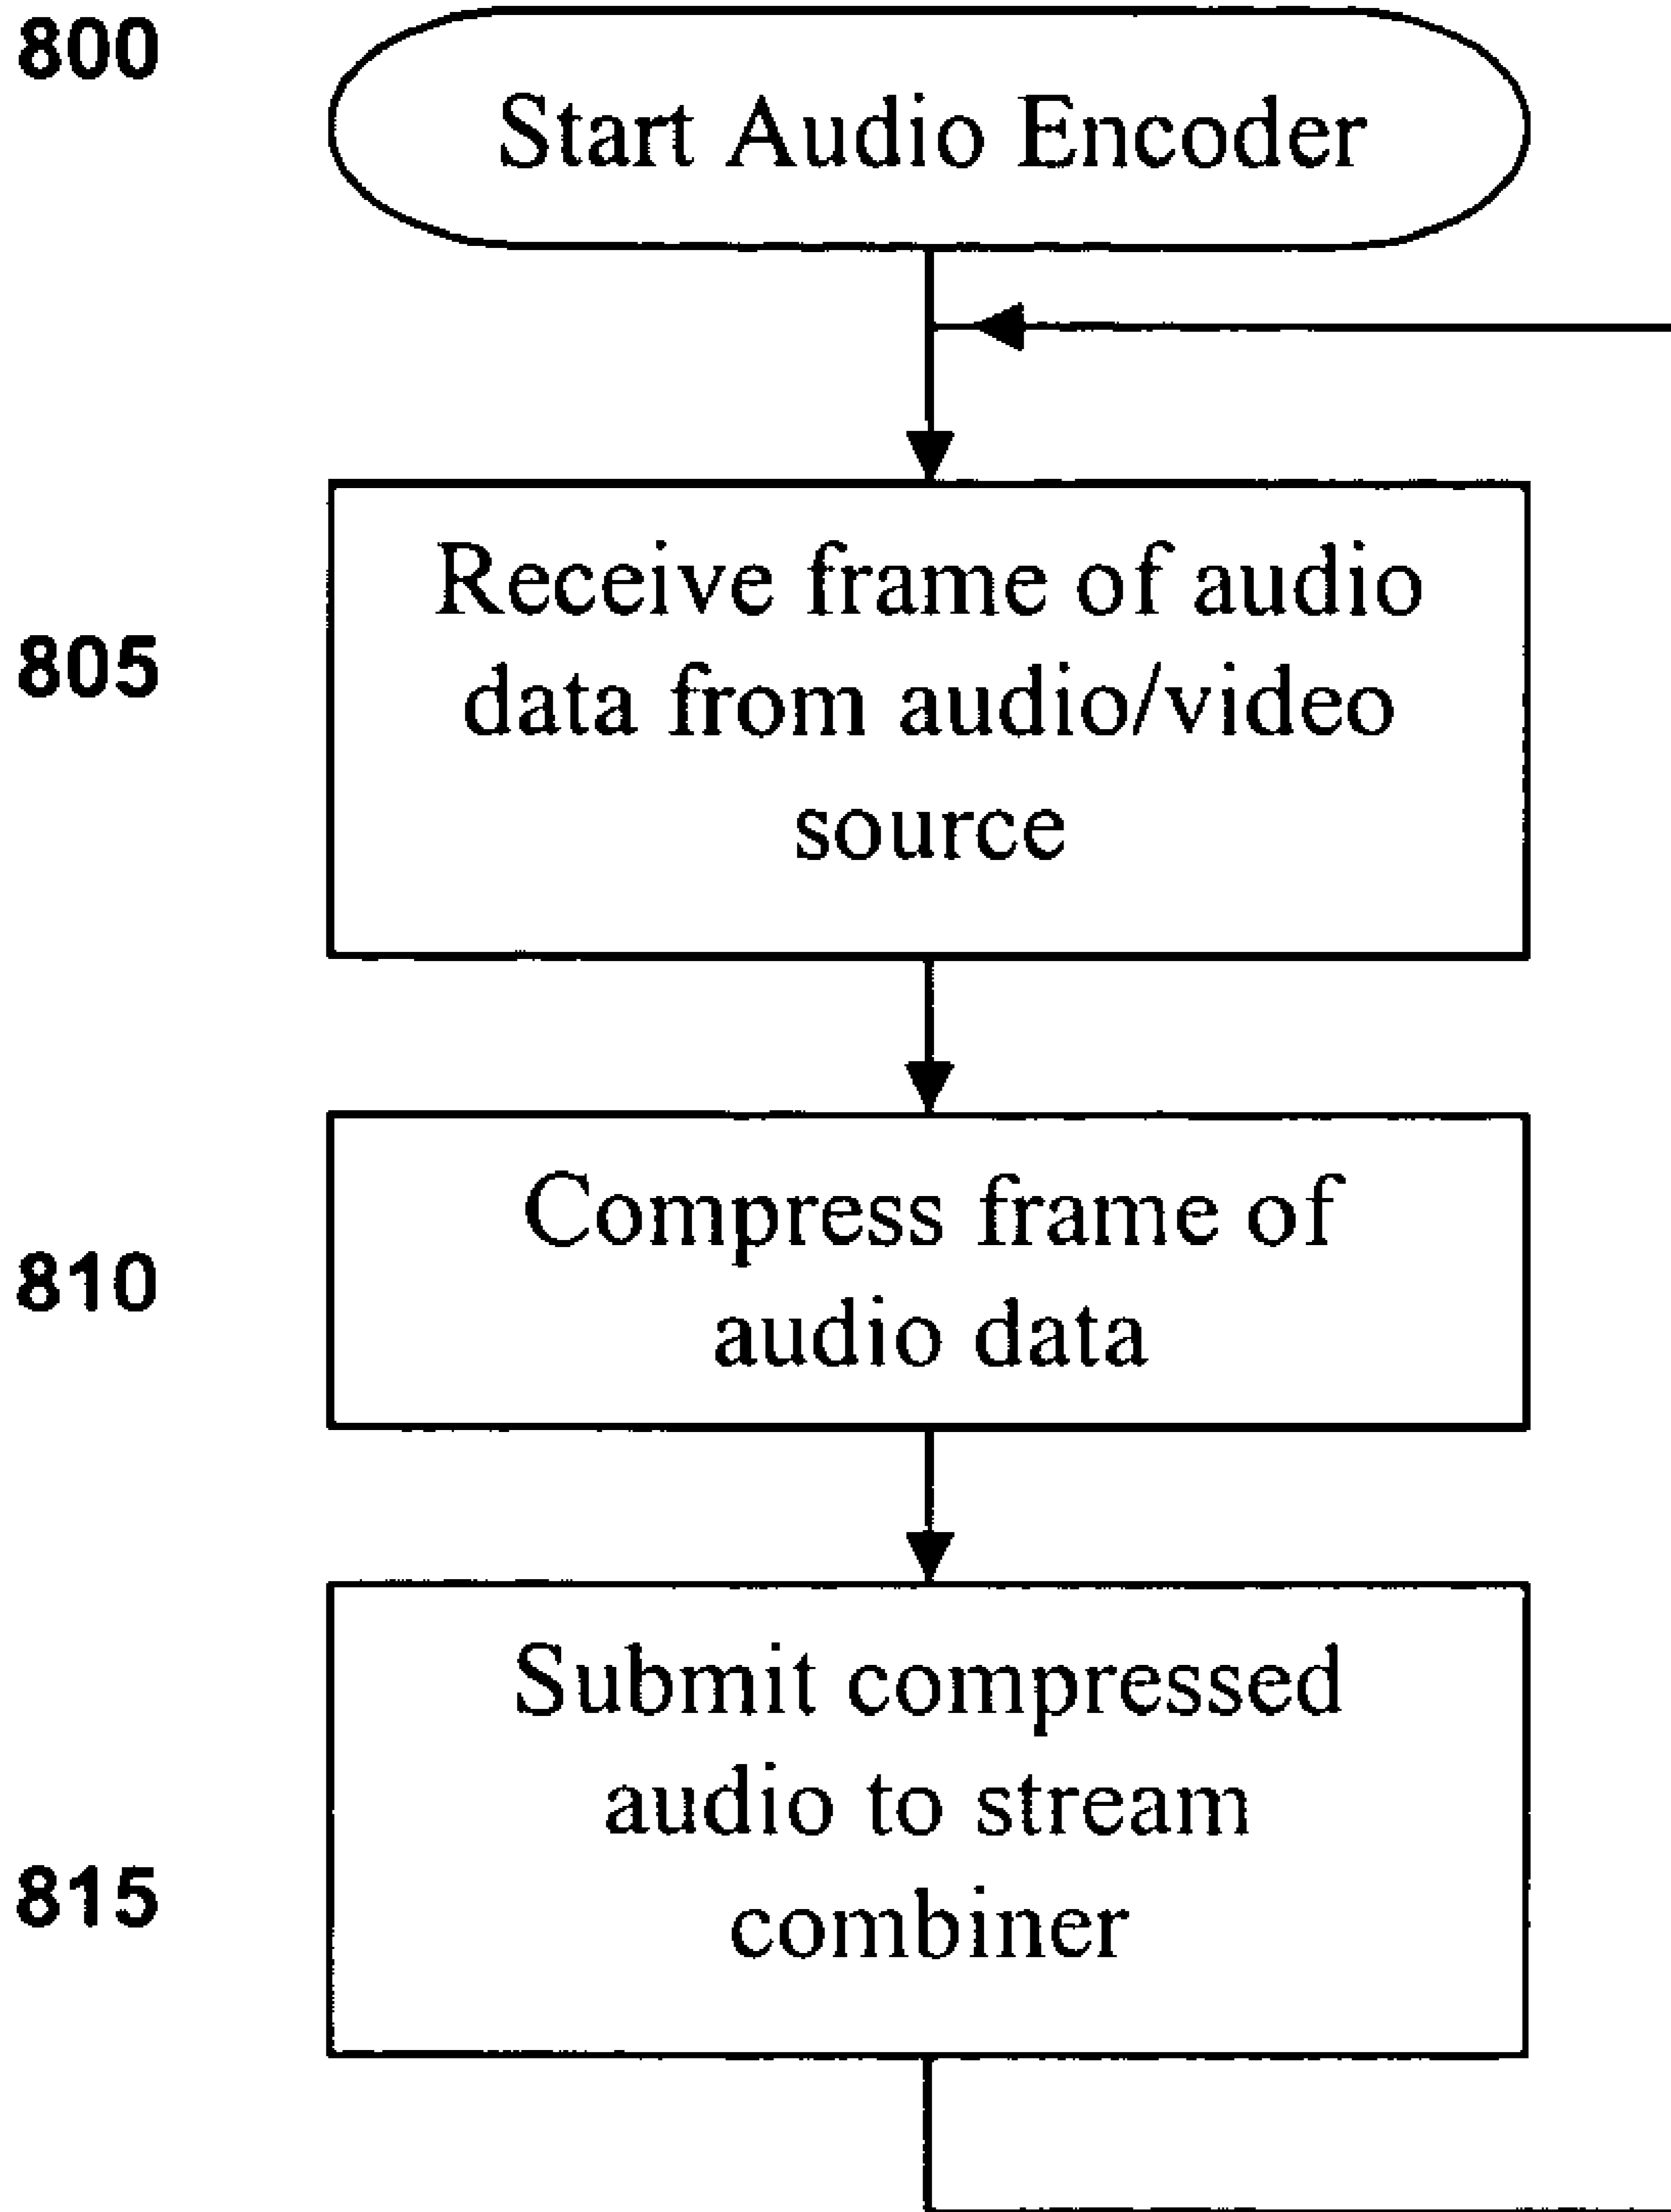 800
Start Audio Encoder
805
Receive frame of audio
data from audio/video
source
810
Compress frame of
audio data
815
Submit compressed
audio to stream
combiner